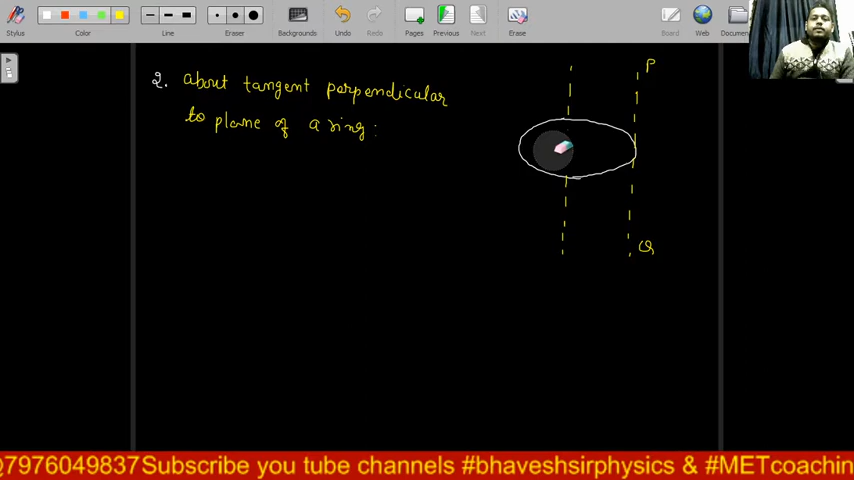 Stylus
Color
Line
Eraser
Backgrounds
Undo
Redo
Pages
Previous
Next
Erase
Board
Web
Documen
2. about tangent perpendicular
to plane of a ring:
P
Q
@7976049837Subscribe you tube channels #bhaveshsirphysics & #METcoachin